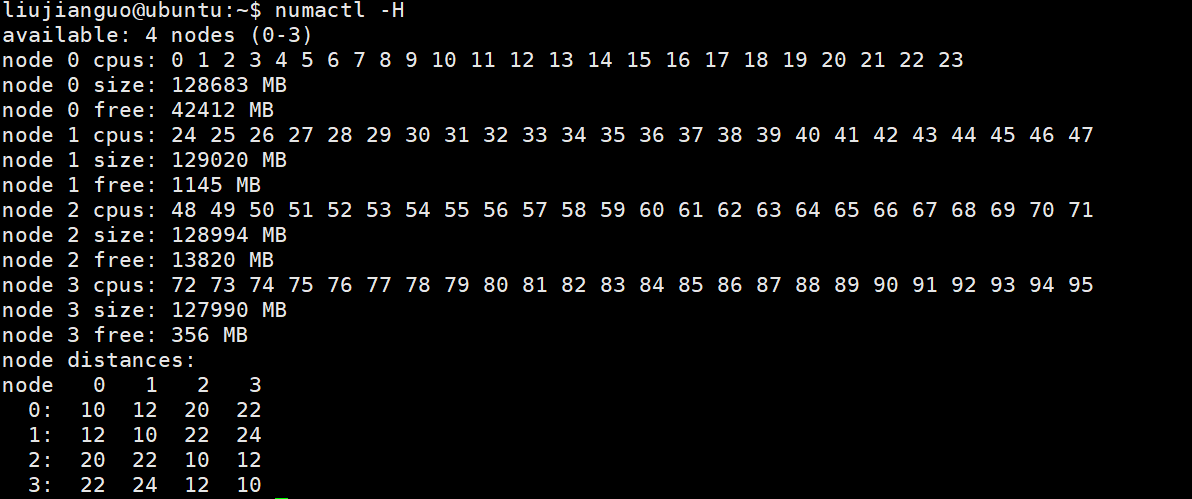 liujianguo@ubuntu:~$ numactl -H
available: 4 nodes (0-3)
node 0 cpus: 0 1 2 3 4 5 6 7 8 9 10 11 12 13 14 15 16 17 18 19 20 21 22 23
node 0 size: 128683 MB
node 0 free: 42412 MB
node 1 cpus: 24 25 26 27 28 29 30 31 32 33 34 35 36 37 38 39 40 41 42 43 44 45 46 47
node 1 size: 129020 MB
node 1 free: 1145 MB
node 2 cpus: 48 49 50 51 52 53 54 55 56 57 58 59 60 61 62 63 64 65 66 67 68 69 70 71
node 2 size: 128994 MB
node 2 free: 13820 MB
node 3 cpus: 72 73 74 75 76 77 78 79 80 81 82 83 84 85 86 87 88 89 90 91 92 93 94 95
node 3 size: 127990 MB
node 3 free: 356 MB
node distances:
node   0   1   2   3
  0:  10  12  20  22
  1:  12  10  22  24
  2:  20  22  10  12
  3:  22  24  12  10